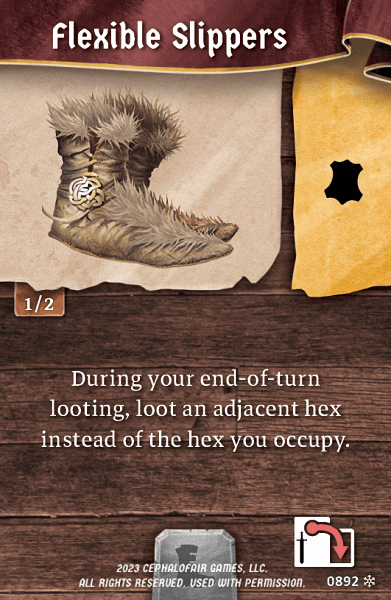 Flexible Slippers
1/2
During your end-of-turn
looting, loot an adjacent hex
instead of the hex you occupy.
2023 CEPHALOFAIR GAMES, LLC.
ALL RIGHTS RESERVED. USED WITH PERMISSION.
0892